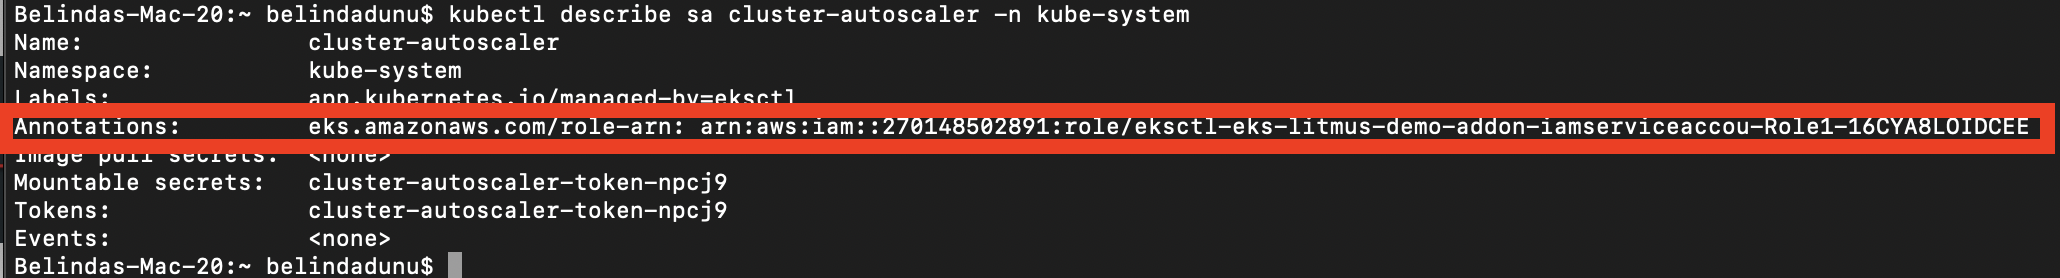 Belindas-Mac-20:~ belindadunu$ kubectl describe sa cluster-autoscaler -n kube-system
Name: cluster-autoscaler
Namespace: kube-system
Labels: app.kubernetes.io/managed-by=eksctl
Annotations: eks.amazonaws.com/role-arn: arn:aws:iam::270148502891:role/eksctl-eks-litmus-demo-addon-iamserviceaccou-Role1-16CYA8LOIDCEE
Image pull secrets: <none>
Mountable secrets: cluster-autoscaler-token-npcj9
Tokens: cluster-autoscaler-token-npcj9
Events: <none>
Belindas-Mac-20:~ belindadunu$